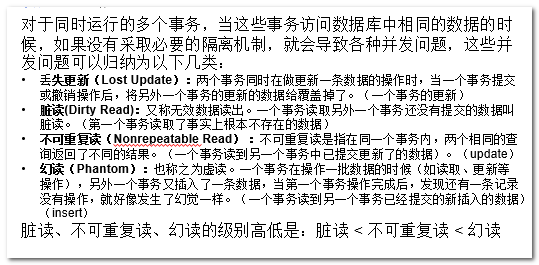 对于同时运行的多个事务，当这些事务访问数据库中相同的数据的时
候，如果没有采取必要的隔离机制，就会导致各种并发问题，这些并
发问题可以归纳为以下几类：
• 丢失更新（Lost Update）：两个事务同时在做更新一条数据的操作时，当一个事务提交
或撤销操作后，将另外一个事务的更新的数据给覆盖掉了。（一个事务的更新）
• 脏读(Dirty Read)：又称无效数据读出。一个事务读取另外一个事务还没有提交的数据叫
脏读。（第一个事务读取了事实上根本不存在的数据）
• 不可重复读（Nonrepeatable Read）：不可重复读是指在同一个事务内，两个相同的查
询返回了不同的结果。（一个事务读到另一个事务中已提交更新了的数据）。（update）
• 幻读（Phantom）：也称之为虚读。一个事务在操作一批数据的时候（如读取、更新等
操作），另外一个事务又插入了一条数据，当第一个事务操作完成后，发现还有一条记录
没有操作，就好像发生了幻觉一样。（一个事务读到另一个事务已经提交的新插入的数据）
（insert）
脏读、不可重复读、幻读的级别高低是：脏读 < 不可重复读 < 幻读